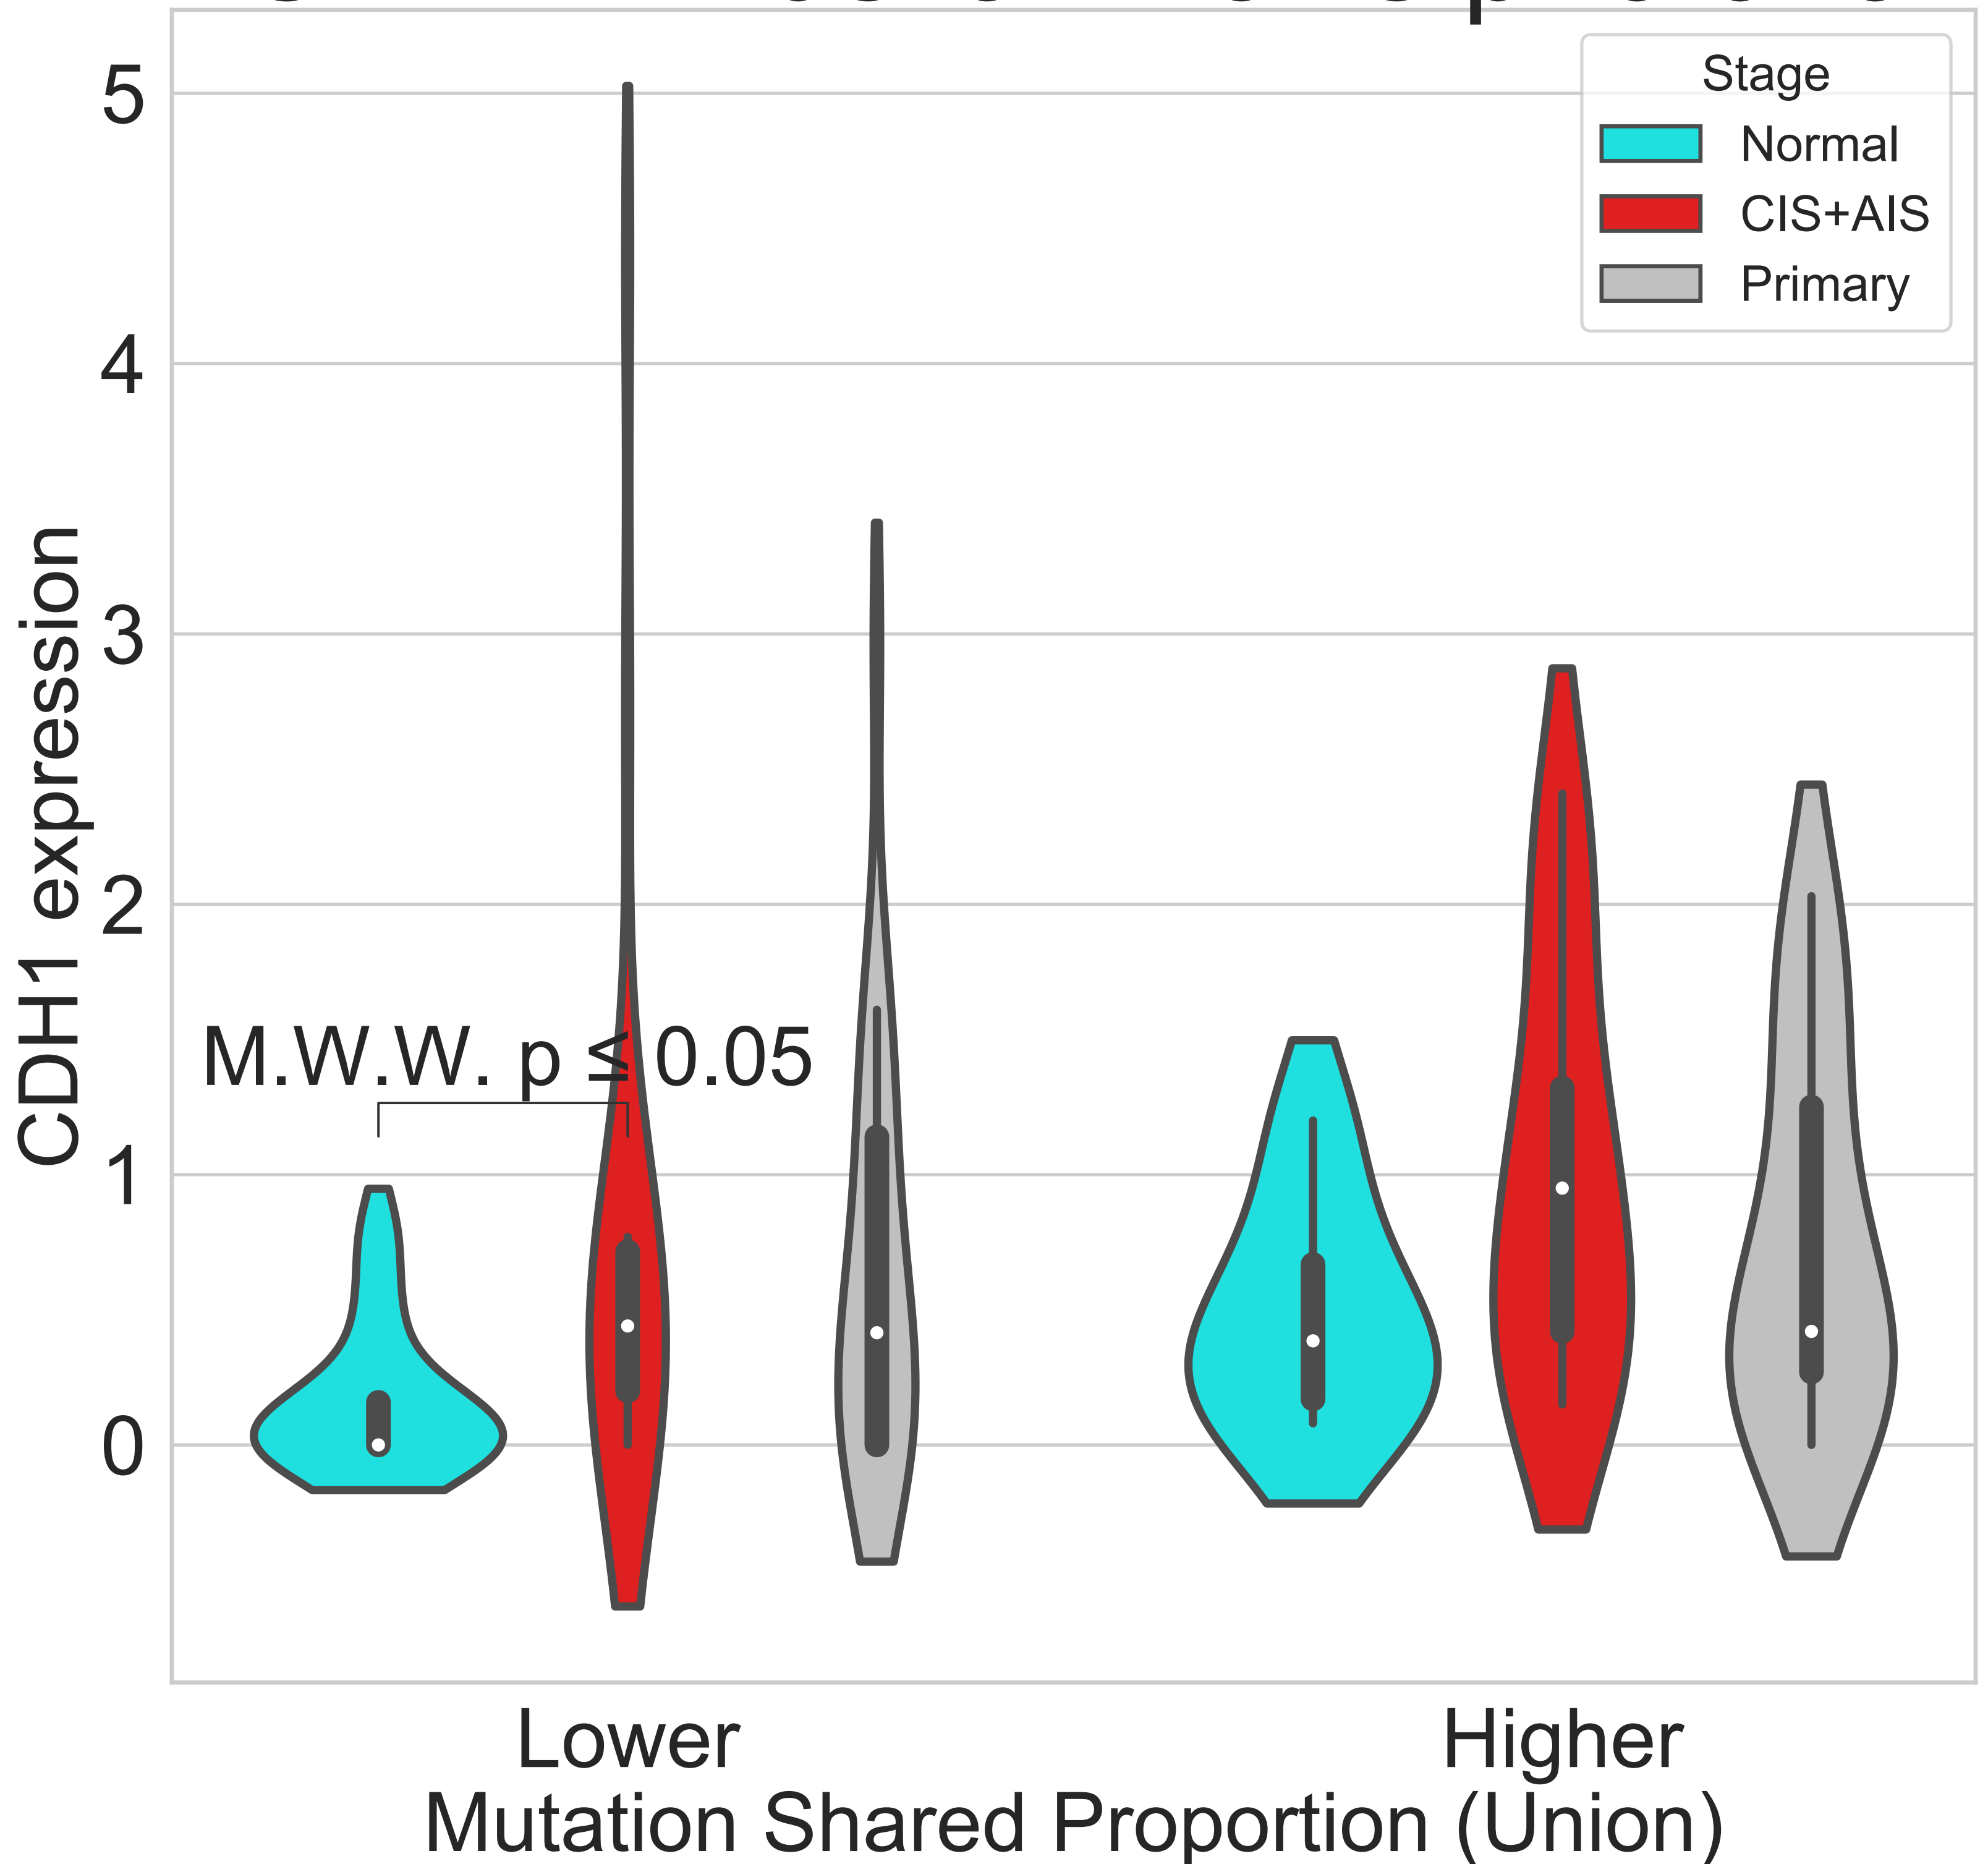 Stage
Normal
CIS+AIS
Primary
5
4
3
2
1
0
CDH1 expression
M.W.W. p ≤ 0.05
Lower
Higher
Mutation Shared Proportion (Union)